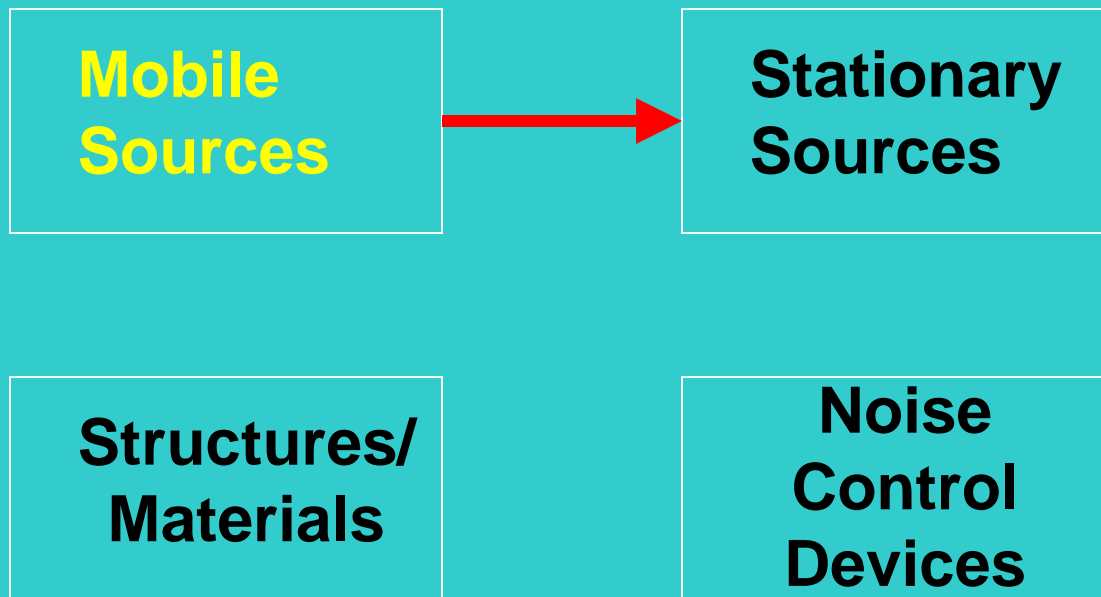 Mobile
Sources
Stationary
Sources
Structures/
Materials
Noise
Control
Devices